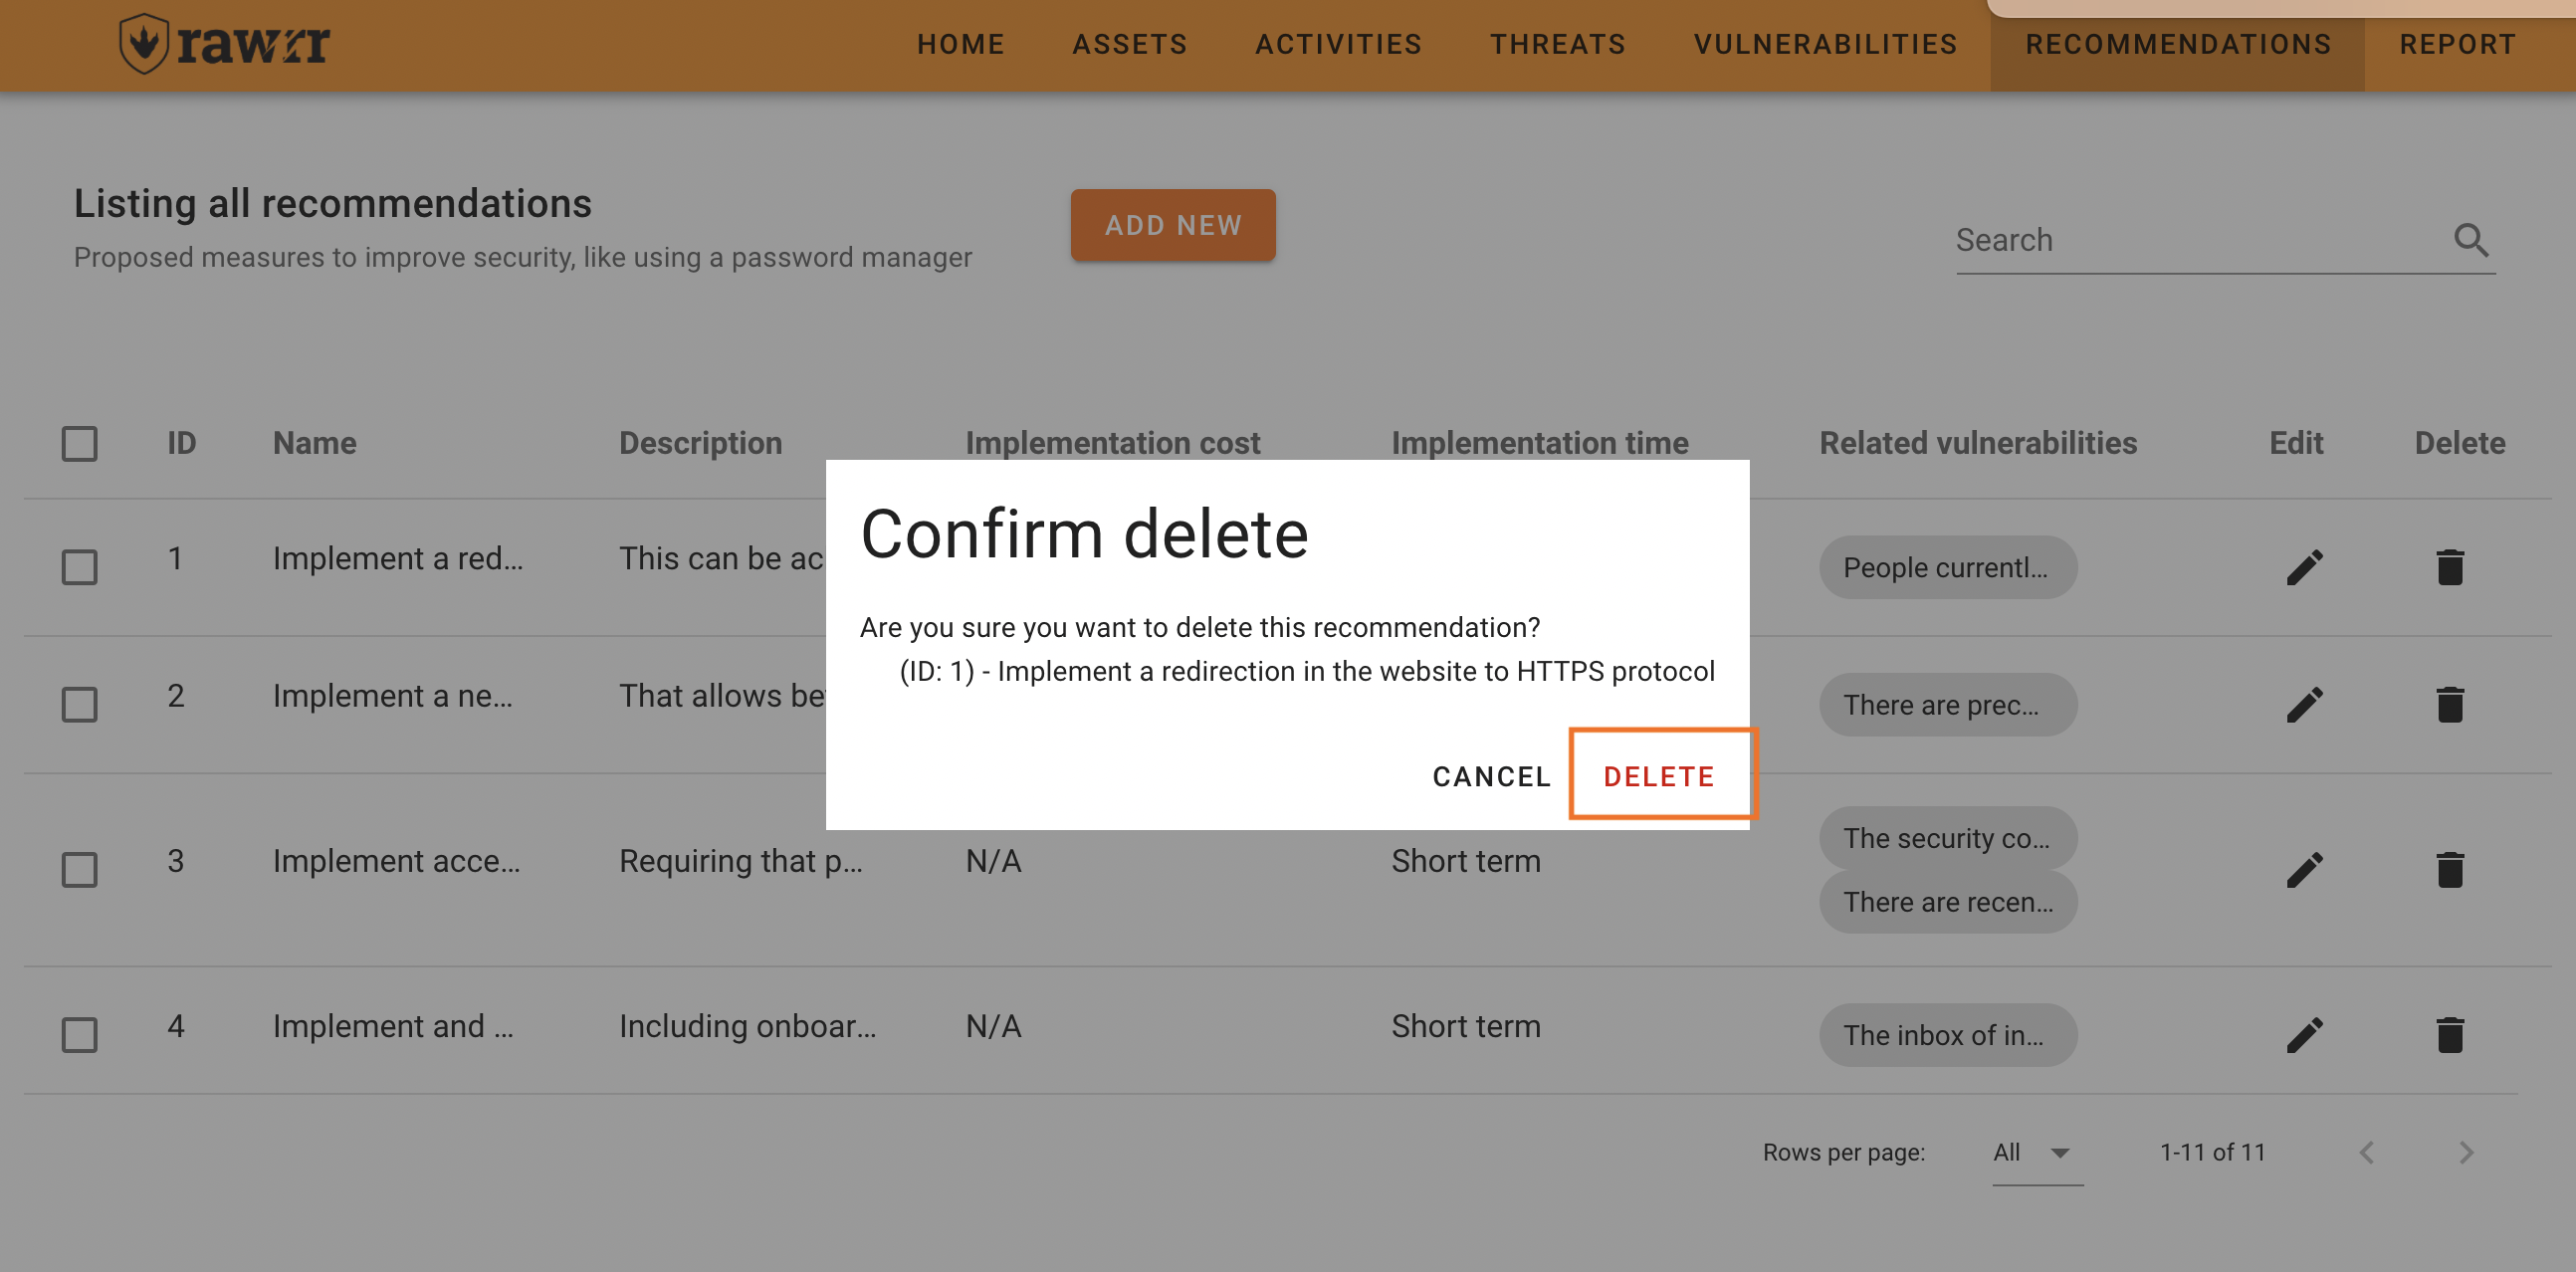 rawrr
HOME ASSETS ACTIVITIES THREATS VULNERABILITIES RECOMMENDATIONS REPORT
Listing all recommendations
Proposed measures to improve security, like using a password manager
ADD NEW
Search
ID Name Description Implementation cost Implementation time Related vulnerabilities Edit Delete
Confirm delete
Are you sure you want to delete this recommendation?
(ID: 1) - Implement a redirection in the website to HTTPS protocol
CANCEL DELETE
1 Implement a red... This can be ac People currentl...
2 Implement a ne... That allows be There are prec...
3 Implement acce... Requiring that p... N/A Short term The security co...
There are recen...
4 Implement and ... Including onboar... N/A Short term The inbox of in...
Rows per page: All 1-11 of 11